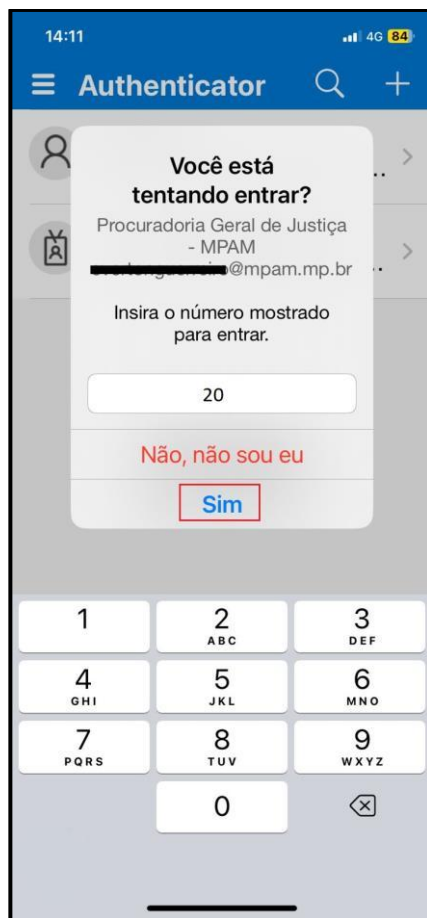 14:11 4G 84
Authenticator
Você está
tentando entrar?
Procuradoria Geral de Justiça
- MPAM
@mpam.mp.br
Insira o número mostrado
para entrar.
20
Não, não sou eu
Sim
1 2 3
ABC DEF
4 5 6
GHI JKL MNO
7 8 9
PQRS TUV WXYZ
0